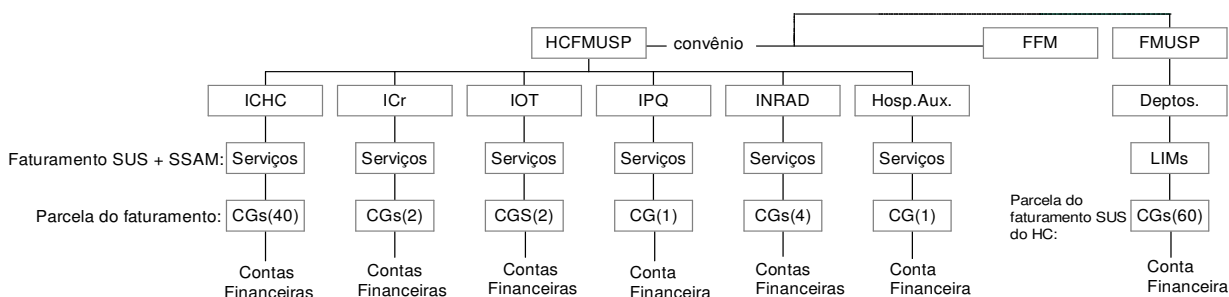 HCFMUSP convênio FFM FMUSP
ICHC ICr IOT IPQ INRAD Hosp.Aux. Deptos.
Faturamento SUS + SSAM: Serviços Serviços Serviços Serviços Serviços Serviços LIMs
Parcela do faturamento: CGs(40) CGs(2) CGS(2) CG(1) CGs(4) CG(1)
Parcela do
faturamento SUS
do HC:
CGs(60)
Contas
Financeiras
Contas
Financeiras
Contas
Financeiras
Conta
Financeira
Contas
Financeiras
Conta
Financeira
Conta
Financeira